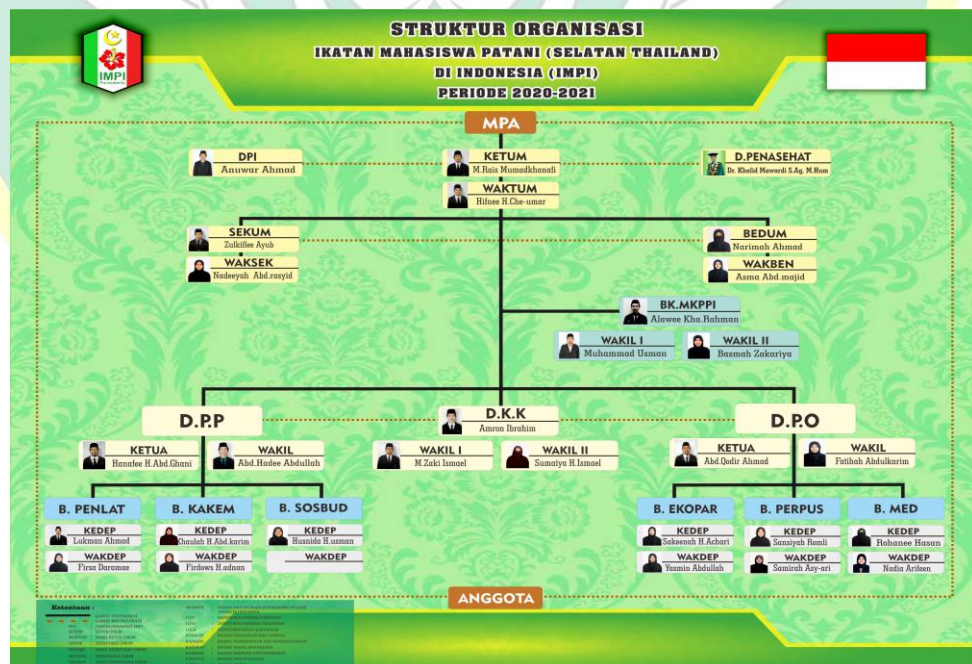 STRUKTUR ORGANISASI
IKATAN MAHASISWA PATANI (SELATAN THAILAND)
DI INDONESIA (IMPI)
PERIODE 2020-2021
IMPI
MPA
DPI
Anuwar Ahmad
KETUM
M.Rais Mumadkhanafi
D.PENASEHAT
Dr. Khalid Mawardi S.Ag, M.Hum
WAKTUM
Hifnee H.Che-umar
SEKUM
Zulkiflee Ayub
BEDUM
Narimah Ahmad
WAKSEK
Nadeeyah Abd.rasyid
WAKBEN
Asma Abd.majid
BK.MKPPI
Alawee Kha.Rahman
WAKIL I
Muhammad Usman
WAKIL II
Basmah Zakariya
D.P.P
D.K.K
Amron Ibrahim
D.P.O
KETUA
Hanafee H.Abd.Ghani
WAKIL
Abd.Hadee Abdullah
WAKIL I
M.Zaki Ismael
WAKIL II
Sumaiya H.Ismael
KETUA
Abd.Qodir Ahmad
WAKIL
Fatihah Abdulkarim
B. PENLAT
B. KAKEM
B. SOSBUD
B. EKOPAR
B. PERPUS
B. MED
KEDEP
Lukman Ahmad
KEDEP
Khaulah H.Abd.karim
KEDEP
Husnida H.usman
KEDEP
Sakeenah H.Achari
KEDEP
Sansiyah Ramli
KEDEP
Rohanee Hasan
WAKDEP
Firsa Daramae
WAKDEP
Firdows H.adnan
WAKDEP
WAKDEP
Yasmin Abdullah
WAKDEP
Samirah Asy-ari
WAKDEP
Nadia Arifeen
ANGGOTA
Ketentuan :